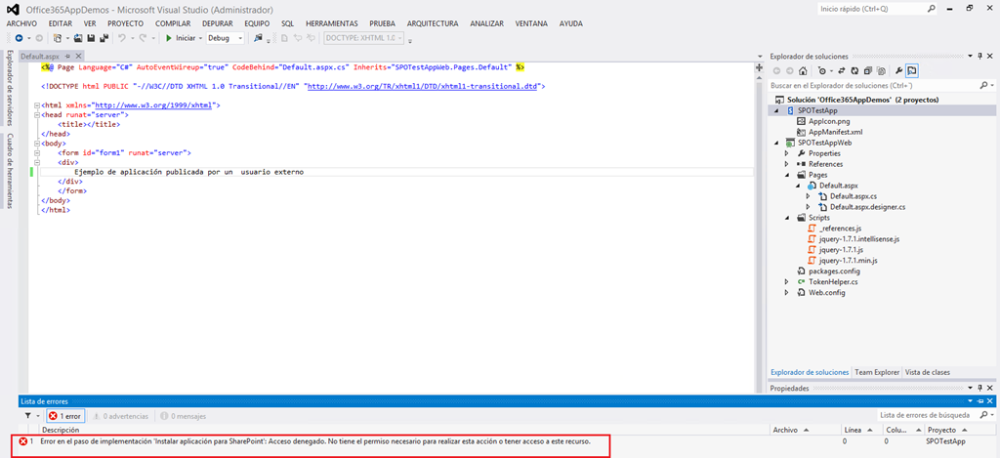 Office365AppDemos - Microsoft Visual Studio (Administrador)
Inicio rápido (Ctrl+Q)
ARCHIVO EDITAR VER PROYECTO COMPILAR DEPURAR EQUIPO SQL HERRAMIENTAS PRUEBA ARQUITECTURA ANALIZAR VENTANA AYUDA
Iniciar Debug DOCTYPE: XHTML 1.0
Explorador de servidores
Cuadro de herramientas
Default.aspx
<%@ Page Language="C#" AutoEventWireup="true" CodeBehind="Default.aspx.cs" Inherits="SPOTestAppWeb.Pages.Default" %>
<!DOCTYPE html PUBLIC "-//W3C//DTD XHTML 1.0 Transitional//EN" "http://www.w3.org/TR/xhtml1/DTD/xhtml1-transitional.dtd">
<html xmlns="http://www.w3.org/1999/xhtml">
<head runat="server">
<title></title>
</head>
<body>
<form id="form1" runat="server">
<div>
Ejemplo de aplicación publicada por un  usuario externo
</div>
</form>
</body>
</html>
Explorador de soluciones
Buscar en el Explorador de soluciones (Ctrl+¨)
Solución 'Office365AppDemos' (2 proyectos)
SPOTestApp
AppIcon.png
AppManifest.xml
SPOTestAppWeb
Properties
References
Pages
Default.aspx
Default.aspx.cs
Default.aspx.designer.cs
Scripts
_references.js
jquery-1.7.1.intellisense.js
jquery-1.7.1.js
jquery-1.7.1.min.js
packages.config
TokenHelper.cs
Web.config
Explorador de soluciones Team Explorer Vista de clases
Propiedades
Lista de errores
1 error 0 advertencias 0 mensajes
Lista de errores de búsqueda
Descripción Archivo Línea Colu... Proyecto
1 Error en el paso de implementación 'Instalar aplicación para SharePoint': Acceso denegado. No tiene el permiso necesario para realizar esta acción o tener acceso a este recurso. 0 0 SPOTestApp